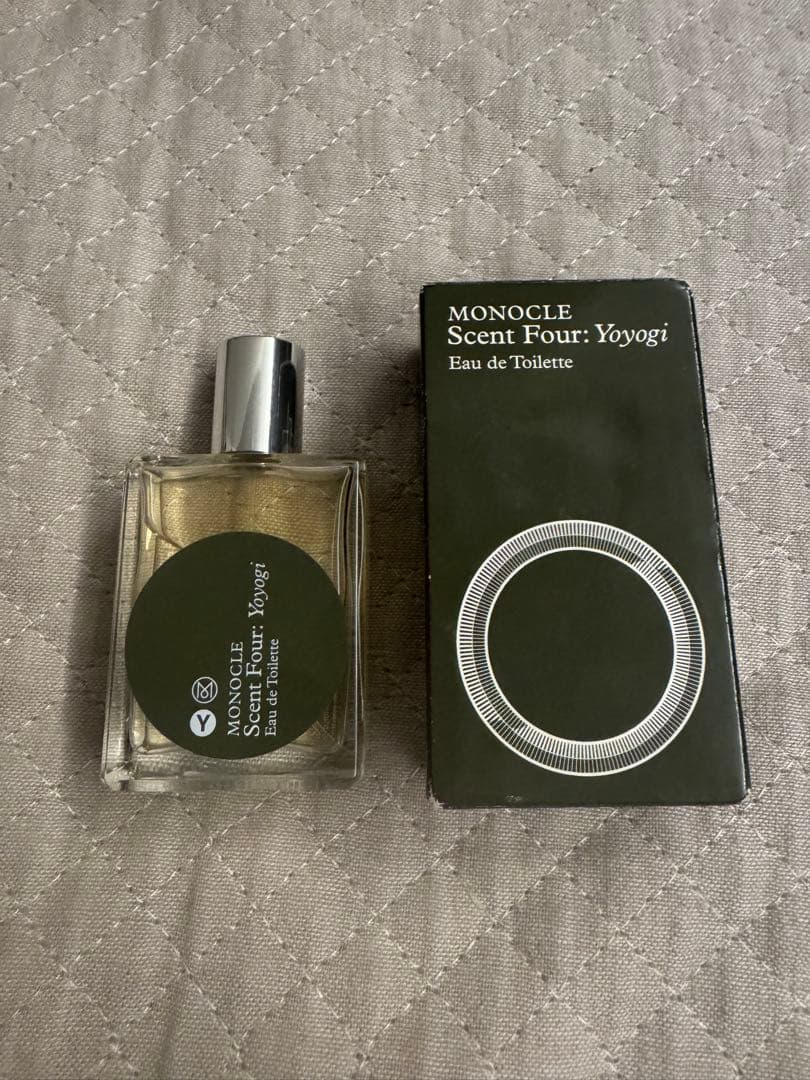 MONOCLE
Scent Four: Yoyogi
Eau de Toilette
Y
MONOCLE
Scent Four: Yoyogi
Eau de Toilette